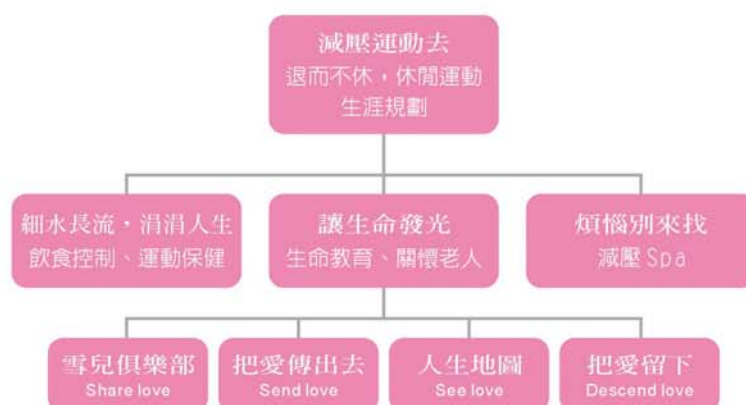 減壓運動去
退而不休，休閒運動
生涯規劃
細水長流，涓涓人生
飲食控制、運動保健
讓生命發光
生命教育、關懷老人
煩惱別來找
減壓 Spa
雪兒俱樂部
Share love
把愛傳出去
Send love
人生地圖
See love
把愛留下
Descend love